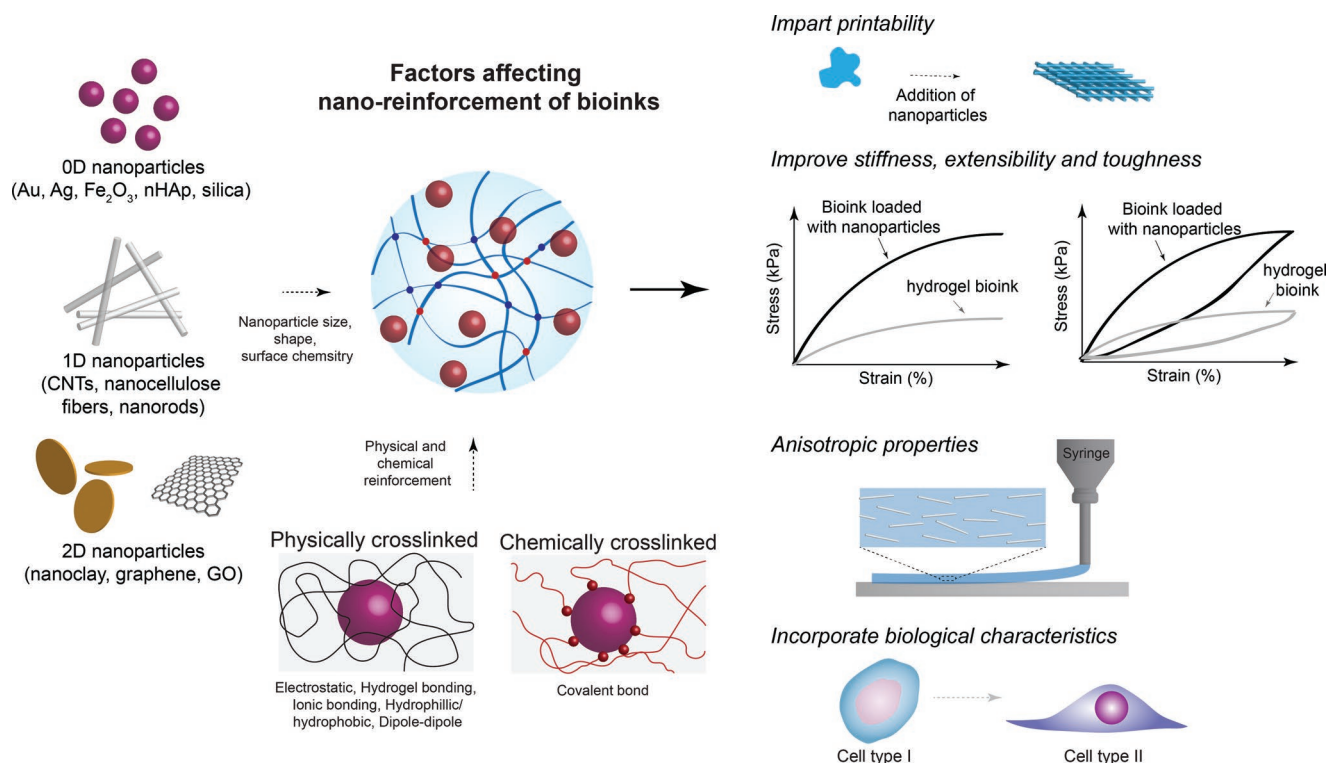 Factors affecting
nano-reinforcement of bioinks
0D nanoparticles
(Au, Ag, Fe₂O₃, nHAp, silica)
1D nanoparticles
(CNTs, nanocellulose
fibers, nanorods)
2D nanoparticles
(nanoclay, graphene, GO)
Nanoparticle size,
shape,
surface chemsitry
Physical and
chemical
reinforcement
Physically crosslinked
Electrostatic, Hydrogel bonding,
Ionic bonding, Hydrophillic/
hydrophobic, Dipole-dipole
Chemically crosslinked
Covalent bond
Impart printability
Addition of
nanoparticles
Improve stiffness, extensibility and toughness
Stress (kPa)
Bioink loaded
with nanoparticles
hydrogel bioink
Strain (%)
Stress (kPa)
Bioink loaded
with nanoparticles
hydrogel
bioink
Strain (%)
Anisotropic properties
Syringe
Incorporate biological characteristics
Cell type I
Cell type II